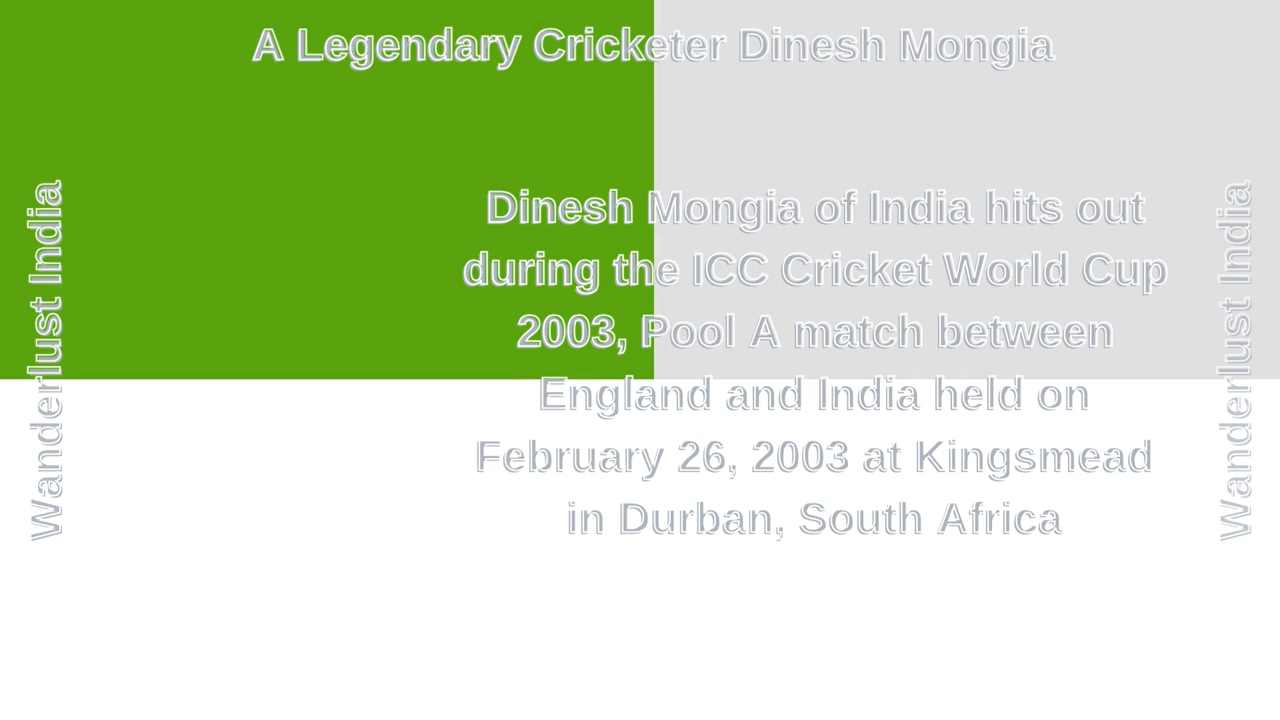 A Legendary Cricketer Dinesh Mongia
Wanderlust India
Dinesh Mongia of India hits out
during the ICC Cricket World Cup
2003, Pool A match between
England and India held on
February 26, 2003 at Kingsmead
in Durban, South Africa
Wanderlust India